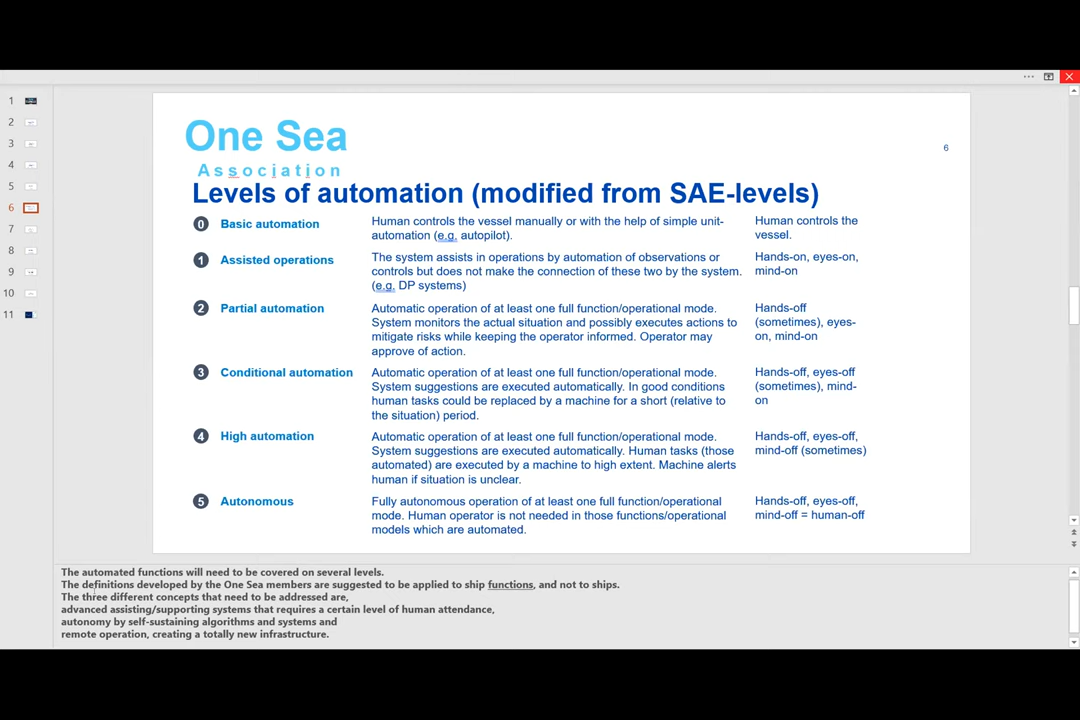 1
2
3
4
5
6
7
8
9
10
11
One Sea
Association
6
Levels of automation (modified from SAE-levels)
0 Basic automation
Human controls the vessel manually or with the help of simple unit-
automation (e.g. autopilot).
Human controls the
vessel.
1 Assisted operations
The system assists in operations by automation of observations or
controls but does not make the connection of these two by the system.
(e.g. DP systems)
Hands-on, eyes-on,
mind-on
2 Partial automation
Automatic operation of at least one full function/operational mode.
System monitors the actual situation and possibly executes actions to
mitigate risks while keeping the operator informed. Operator may
approve of action.
Hands-off
(sometimes), eyes-
on, mind-on
3 Conditional automation
Automatic operation of at least one full function/operational mode.
System suggestions are executed automatically. In good conditions
human tasks could be replaced by a machine for a short (relative to
the situation) period.
Hands-off, eyes-off
(sometimes), mind-
on
4 High automation
Automatic operation of at least one full function/operational mode.
System suggestions are executed automatically. Human tasks (those
automated) are executed by a machine to high extent. Machine alerts
human if situation is unclear.
Hands-off, eyes-off,
mind-off (sometimes)
5 Autonomous
Fully autonomous operation of at least one full function/operational
mode. Human operator is not needed in those functions/operational
models which are automated.
Hands-off, eyes-off,
mind-off = human-off
The automated functions will need to be covered on several levels.
The definitions developed by the One Sea members are suggested to be applied to ship functions, and not to ships.
The three different concepts that need to be addressed are,
advanced assisting/supporting systems that requires a certain level of human attendance,
autonomy by self-sustaining algorithms and systems and
remote operation, creating a totally new infrastructure.